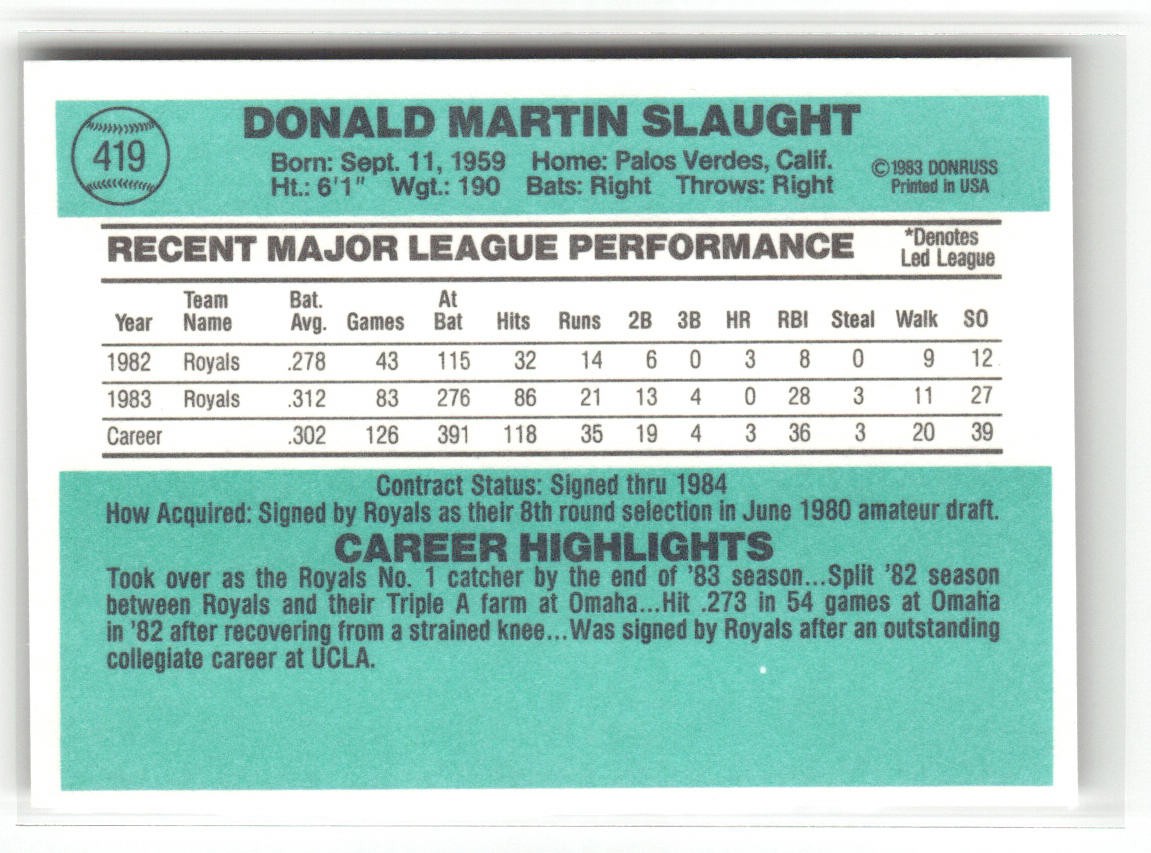 419
DONALD MARTIN SLAUGHT
Born: Sept. 11, 1959 Home: Palos Verdes, Calif.
Ht.: 6'1" Wgt.: 190 Bats: Right Throws: Right
©1983 DONRUSS
Printed in USA
RECENT MAJOR LEAGUE PERFORMANCE
*Denotes
Led League
Year Team Name Bat. Avg. Games At Bat Hits Runs 2B 3B HR RBI Steal Walk SO
1982 Royals .278 43 115 32 14 6 0 3 8 0 9 12
1983 Royals .312 83 276 86 21 13 4 0 28 3 11 27
Career .302 126 391 118 35 19 4 3 36 3 20 39
Contract Status: Signed thru 1984
How Acquired: Signed by Royals as their 8th round selection in June 1980 amateur draft.
CAREER HIGHLIGHTS
Took over as the Royals No. 1 catcher by the end of '83 season...Split '82 season
between Royals and their Triple A farm at Omaha...Hit .273 in 54 games at Omaha
in '82 after recovering from a strained knee...Was signed by Royals after an outstanding
collegiate career at UCLA.